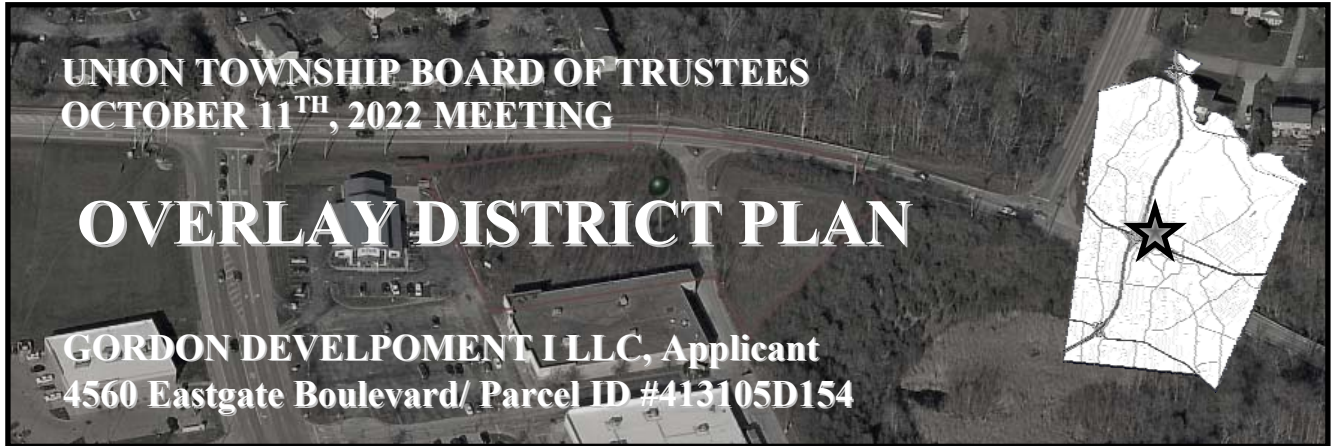 UNION TOWNSHIP BOARD OF TRUSTEES
OCTOBER 11TH, 2022 MEETING
OVERLAY DISTRICT PLAN
GORDON DEVELPOMENT I LLC, Applicant
4560 Eastgate Boulevard/ Parcel ID #413105D154